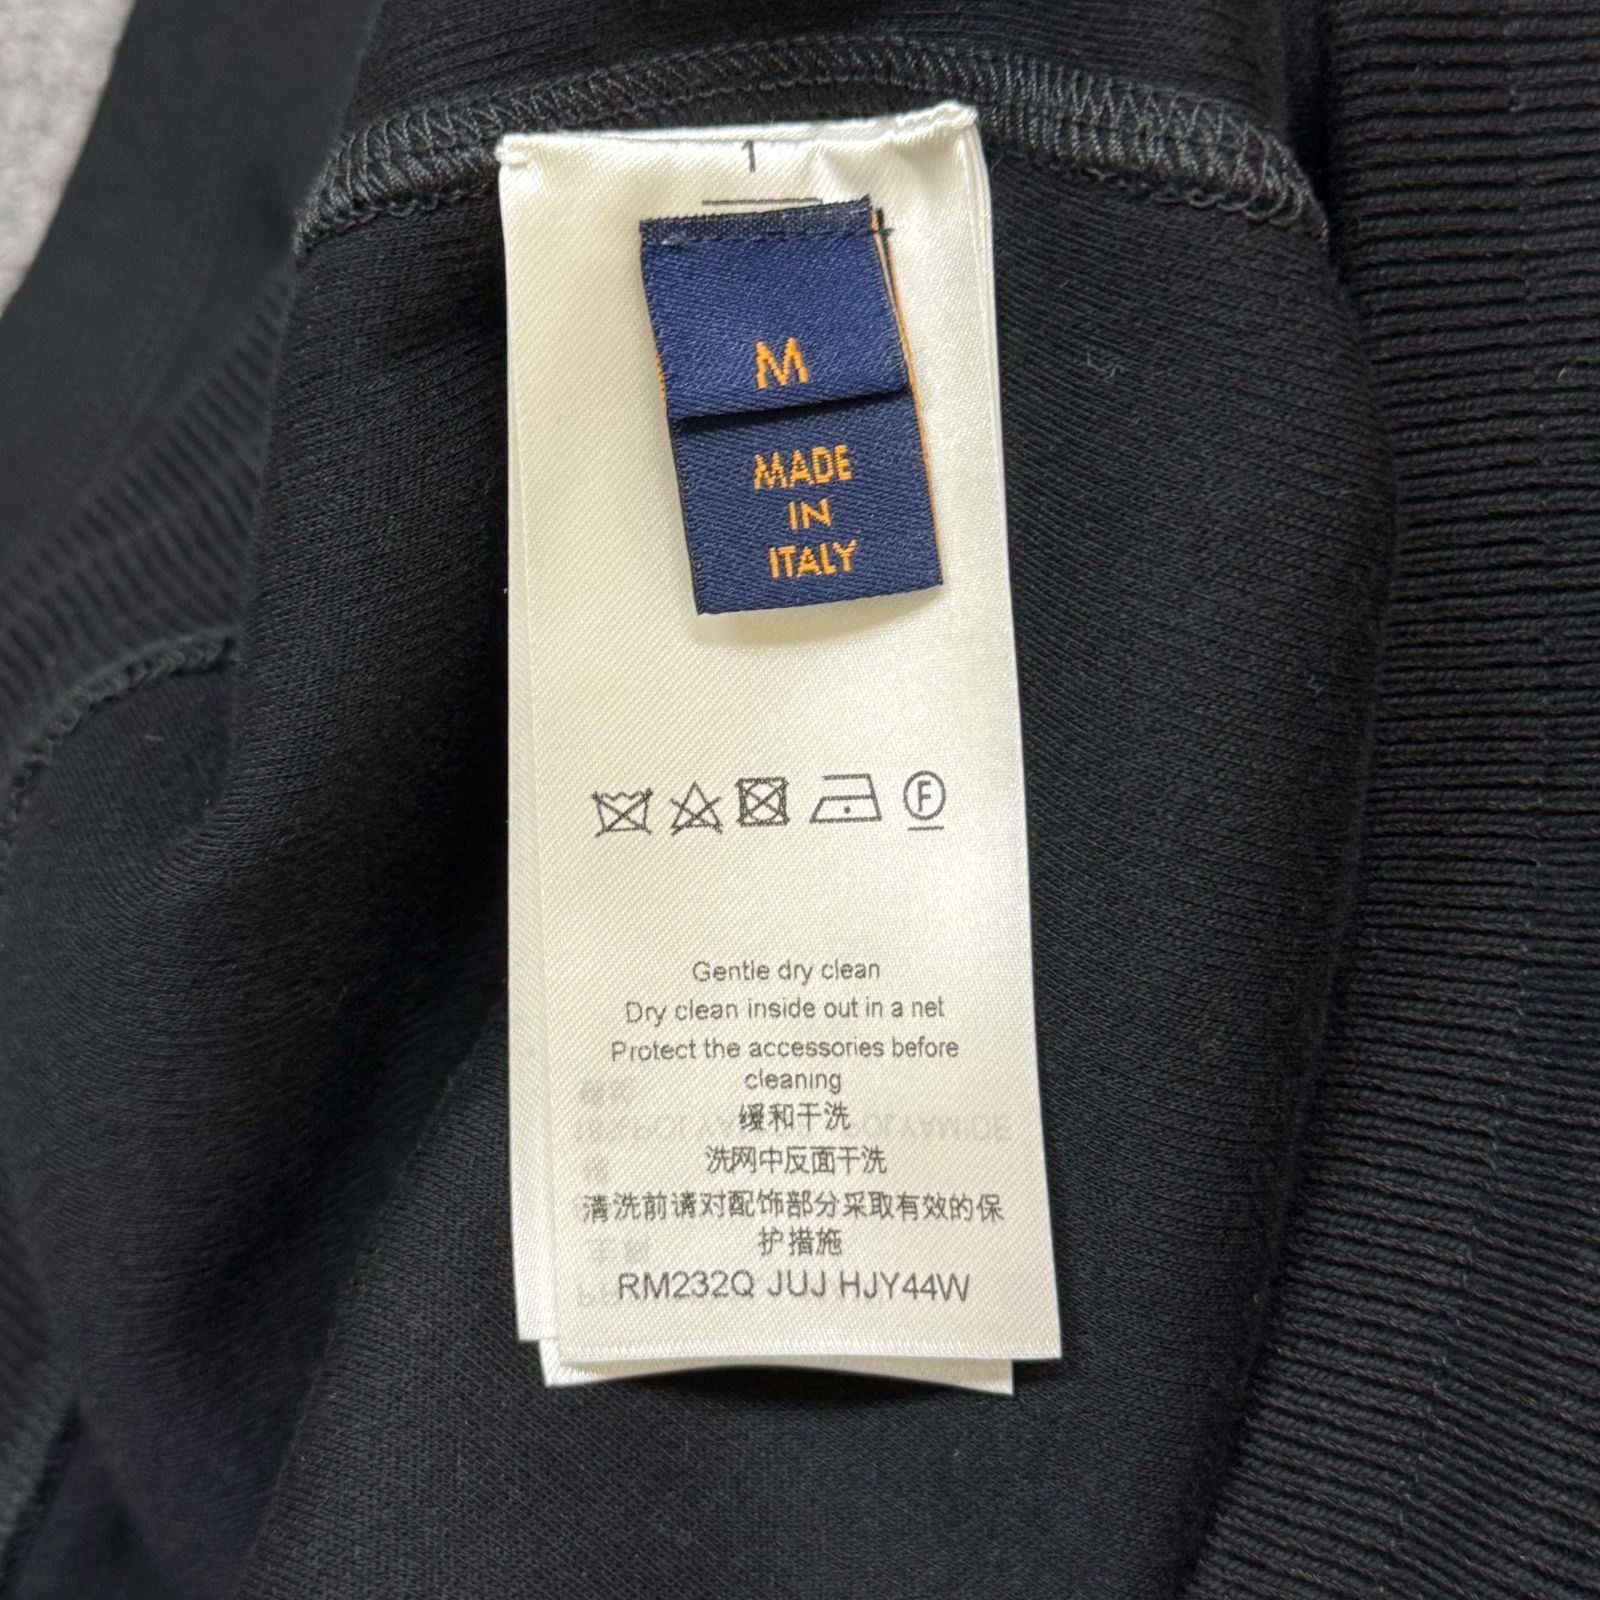 1
M
MADE
IN
ITALY
F
Gentle dry clean
Dry clean inside out in a net
Protect the accessories before
cleaning
缓和干洗
洗网中反面干洗
清洗前请对配饰部分采取有效的保
护措施
RM232Q JUJ HJY44W